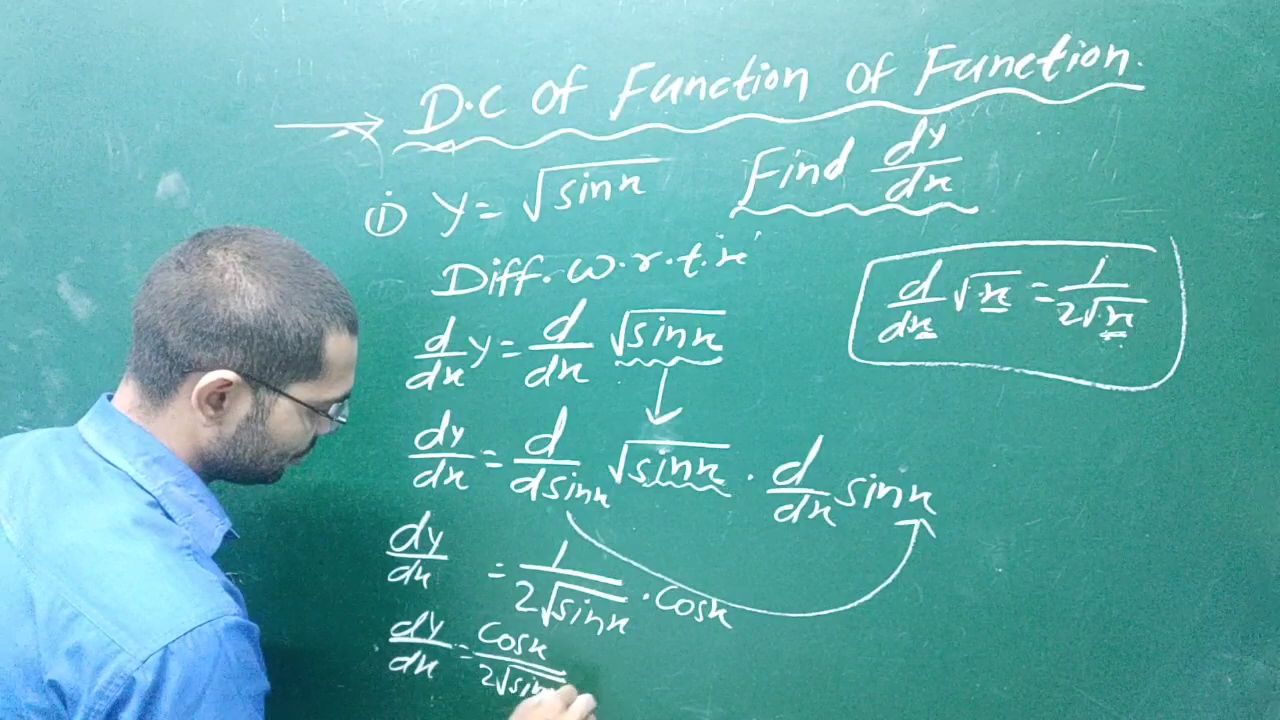 D.C Of Function of Function.
(i) y = √sinx Find dy/dx
Diff. w.r.t. 'x'
d/dx √x = 1/2√x
d/dx y = d/dx √sinx
dy/dx = d/dsinx √sinx . d/dx sinx
dy/dx = 1/2√sinx . Cosx
dy/dx = Cosx/2√sin